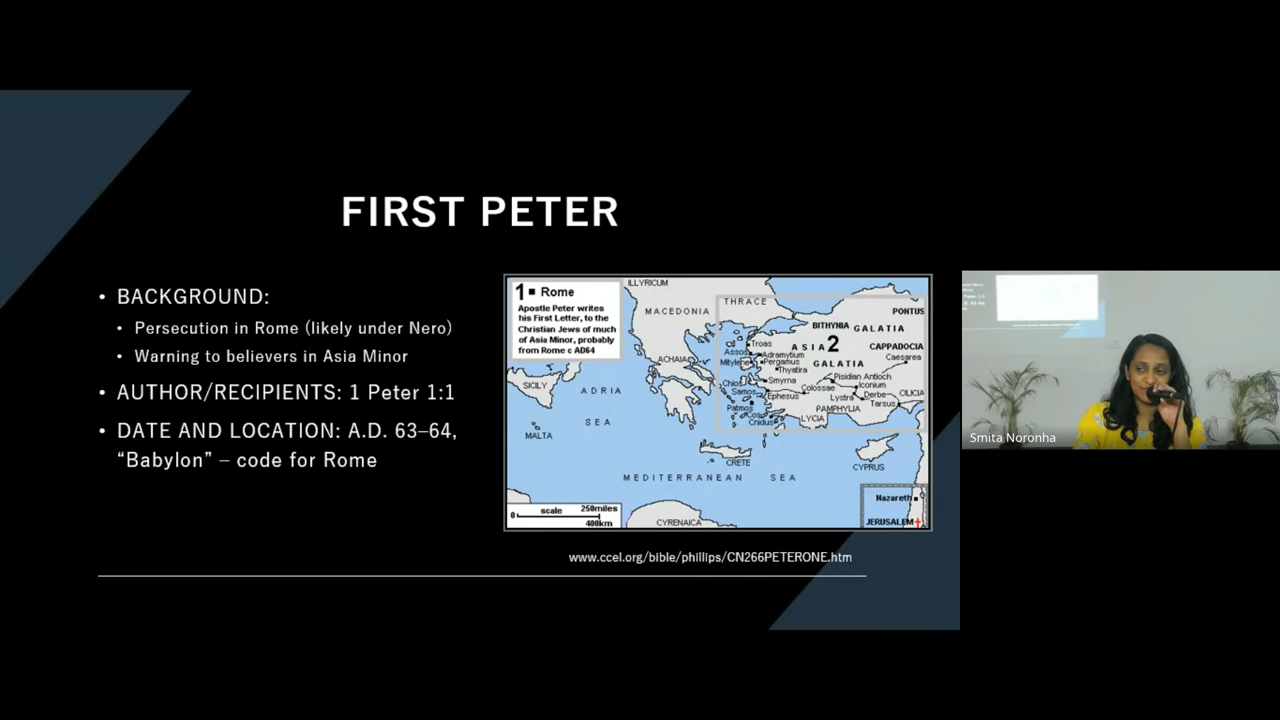 FIRST PETER
• BACKGROUND:
• Persecution in Rome (likely under Nero)
• Warning to believers in Asia Minor
• AUTHOR/RECIPIENTS: 1 Peter 1:1
• DATE AND LOCATION: A.D. 63–64,
“Babylon” – code for Rome
1 ■ Rome
Apostle Peter writes
his First Letter, to the
Christian Jews of much
of Asia Minor, probably
from Rome c AD64
ILLYRICUM
THRACE
MACEDONIA
PONTUS
BITHYNIA
GALATIA
ASIA 2
CAPPADOCIA
Troas
Assos
Adramytium
Mitylene
Pergamus
Thyatira
GALATIA
Caesarea
ACHAIA
Pisidian Antioch
Smyrna
Iconium
Chios
Colossae
SICILY
ADRIA
Samos
Ephesus
Lystra
Derbe
CILICIA
Tarsus
Patmos
PAMPHYLIA
Cos
Cnidus
LYCIA
SEA
MALTA
CRETE
CYPRUS
MEDITERRANEAN SEA
Nazareth
JERUSALEM
CYRENAICA
0 scale 250miles
400km
www.ccel.org/bible/phillips/CN266PETERONE.htm
Smita Noronha